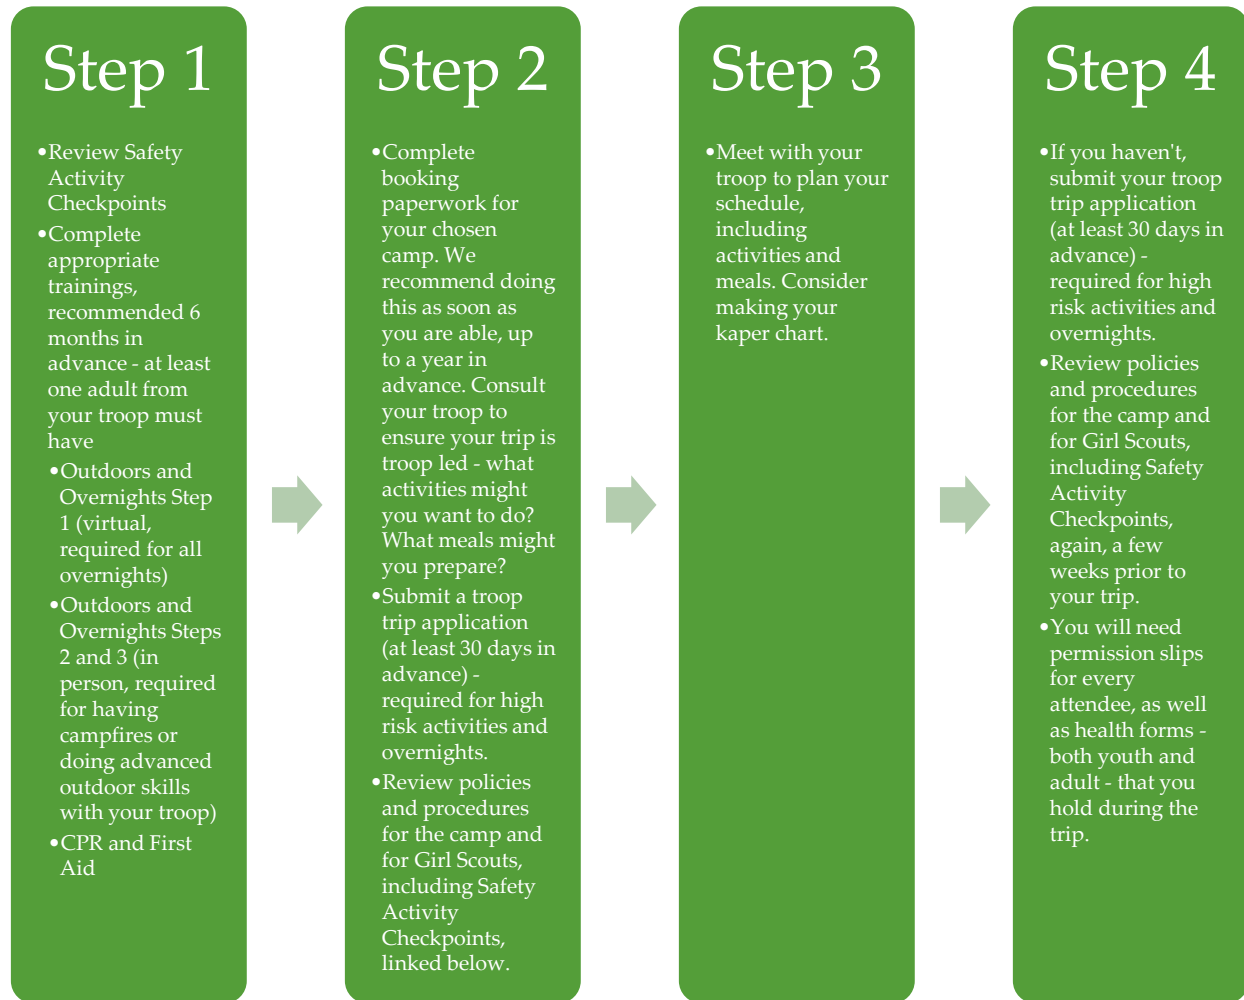 Step 1
•Review Safety
Activity
Checkpoints
•Complete
appropriate
trainings,
recommended 6
months in
advance - at least
one adult from
your troop must
have
•Outdoors and
Overnights Step
1 (virtual,
required for all
overnights)
•Outdoors and
Overnights Steps
2 and 3 (in
person, required
for having
campfires or
doing advanced
outdoor skills
with your troop)
•CPR and First
Aid
Step 2
•Complete
booking
paperwork for
your chosen
camp. We
recommend doing
this as soon as
you are able, up
to a year in
advance. Consult
your troop to
ensure your trip is
troop led - what
activities might
you want to do?
What meals might
you prepare?
•Submit a troop
trip application
(at least 30 days in
advance) -
required for high
risk activities and
overnights.
•Review policies
and procedures
for the camp and
for Girl Scouts,
including Safety
Activity
Checkpoints,
linked below.
Step 3
•Meet with your
troop to plan your
schedule,
including
activities and
meals. Consider
making your
kaper chart.
Step 4
•If you haven't,
submit your troop
trip application
(at least 30 days in
advance) -
required for high
risk activities and
overnights.
•Review policies
and procedures
for the camp and
for Girl Scouts,
including Safety
Activity
Checkpoints,
again, a few
weeks prior to
your trip.
•You will need
permission slips
for every
attendee, as well
as health forms -
both youth and
adult - that you
hold during the
trip.